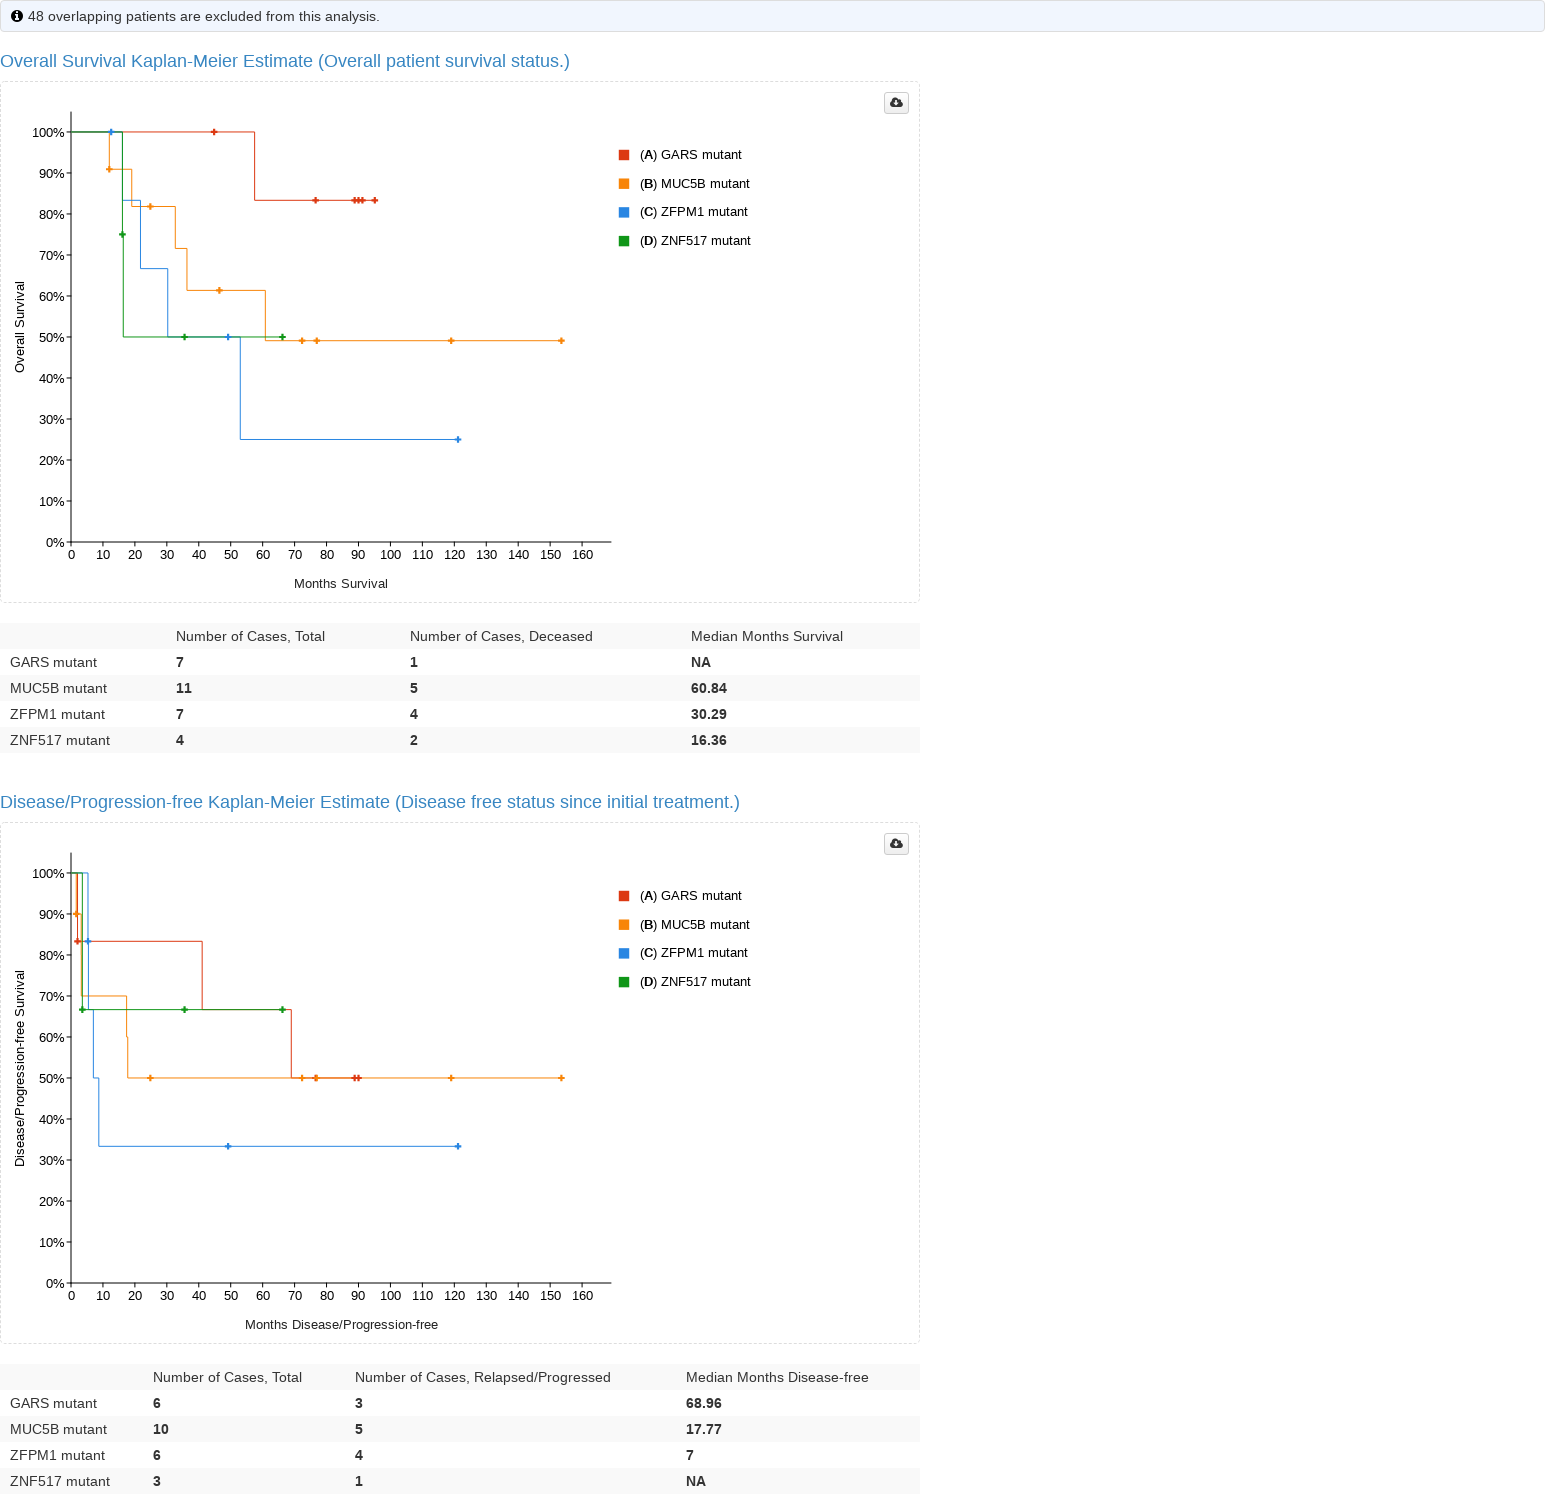 48 overlapping patients are excluded from this analysis.
Overall Survival Kaplan-Meier Estimate (Overall patient survival status.)
100%
90%
80%
70%
60%
50%
40%
30%
20%
10%
0%
Overall Survival
0 10 20 30 40 50 60 70 80 90 100 110 120 130 140 150 160
Months Survival
(A) GARS mutant
(B) MUC5B mutant
(C) ZFPM1 mutant
(D) ZNF517 mutant
Number of Cases, Total Number of Cases, Deceased Median Months Survival
GARS mutant 7 1 NA
MUC5B mutant 11 5 60.84
ZFPM1 mutant 7 4 30.29
ZNF517 mutant 4 2 16.36
Disease/Progression-free Kaplan-Meier Estimate (Disease free status since initial treatment.)
100%
90%
80%
70%
60%
50%
40%
30%
20%
10%
0%
Disease/Progression-free Survival
0 10 20 30 40 50 60 70 80 90 100 110 120 130 140 150 160
Months Disease/Progression-free
(A) GARS mutant
(B) MUC5B mutant
(C) ZFPM1 mutant
(D) ZNF517 mutant
Number of Cases, Total Number of Cases, Relapsed/Progressed Median Months Disease-free
GARS mutant 6 3 68.96
MUC5B mutant 10 5 17.77
ZFPM1 mutant 6 4 7
ZNF517 mutant 3 1 NA